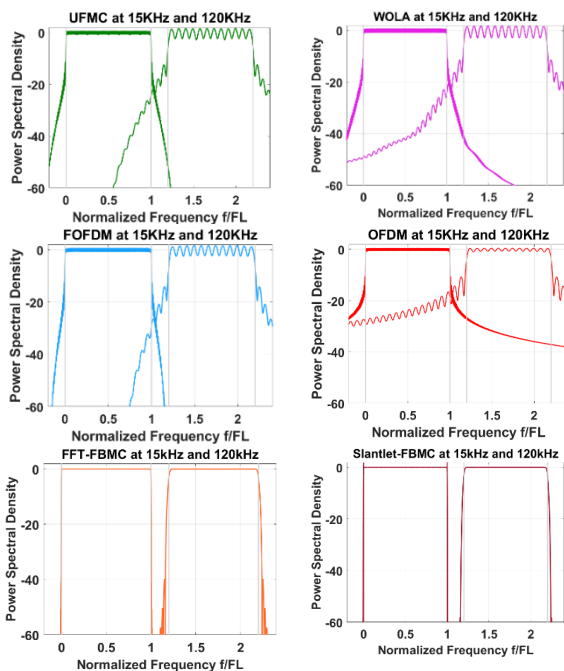 UFMC at 15KHz and 120KHz
Power Spectral Density
0
-20
-40
-60
0 0.5 1 1.5 2
Normalized Frequency f/FL
WOLA at 15KHz and 120KHz
Power Spectral Density
0
-20
-40
-60
0 0.5 1 1.5 2
Normalized Frequency f/FL
FOFDM at 15KHz and 120KHz
Power Spectral Density
0
-20
-40
-60
0 0.5 1 1.5 2
Normalized Frequency f/FL
OFDM at 15KHz and 120KHz
Power Spectral Density
0
-20
-40
-60
0 0.5 1 1.5 2
Normalized Frequency f/FL
FFT-FBMC at 15kHz and 120kHz
Power Spectral Density
0
-20
-40
-60
0 0.5 1 1.5 2
Normalized Frequency f/FL
Slantlet-FBMC at 15kHz and 120kHz
Power Spectral Density
0
-20
-40
-60
0 0.5 1 1.5 2
Normalized Frequency f/FL